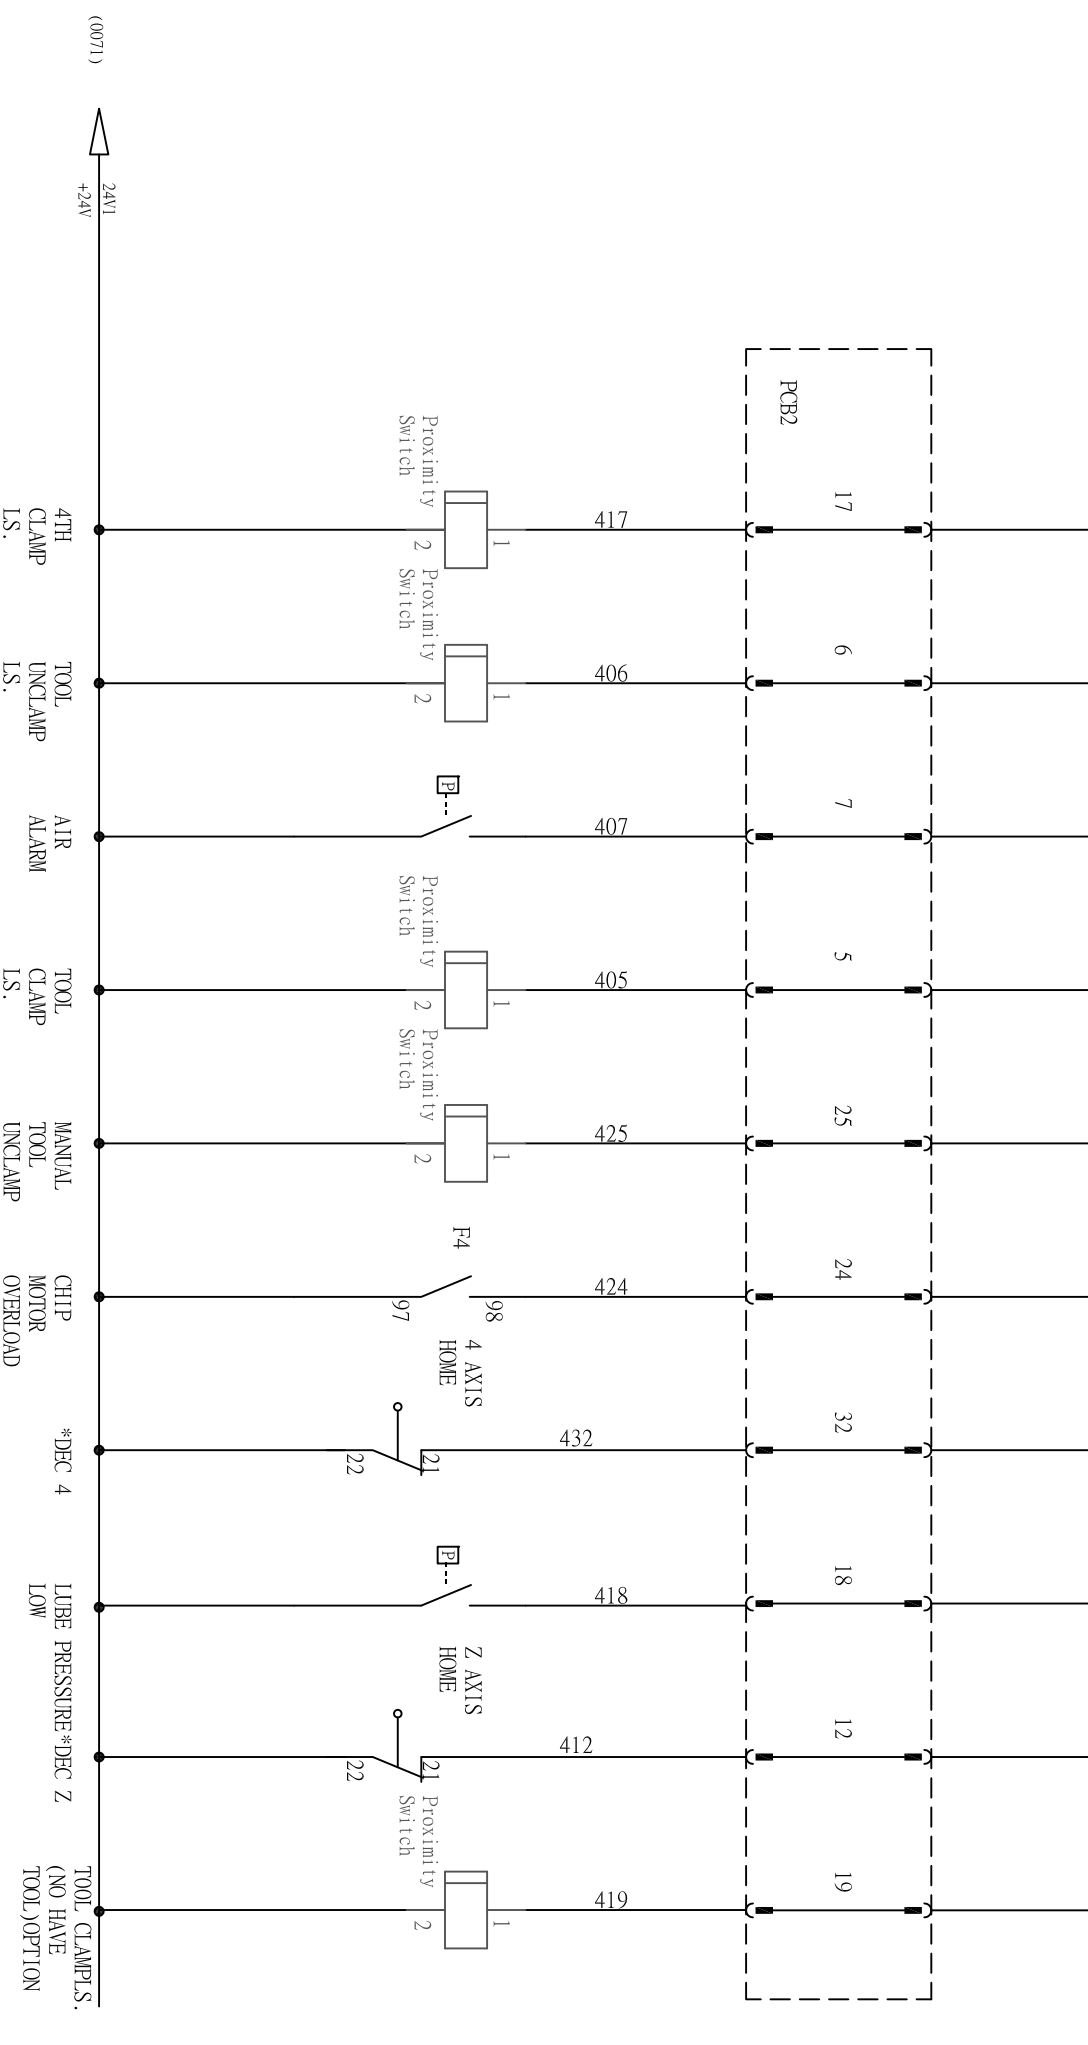 (0071)
24V1
+24V
PCB2
17
6
7
5
25
24
32
18
12
19
417
406
407
405
425
424
432
418
412
419
Proximity
Switch
1
2
Proximity
Switch
1
2
P
Proximity
Switch
1
2
Proximity
Switch
1
2
F4
98
97
4 AXIS
HOME
21
22
P
Z AXIS
HOME
21
22
Proximity
Switch
1
2
4TH
CLAMP
LS.
TOOL
UNCLAMP
LS.
AIR
ALARM
TOOL
CLAMP
LS.
MANUAL
TOOL
UNCLAMP
CHIP
MOTOR
OVERLOAD
*DEC 4
LUBE PRESSURE
LOW
*DEC Z
TOOL CLAMPLS.
(NO HAVE
TOOL)OPTION